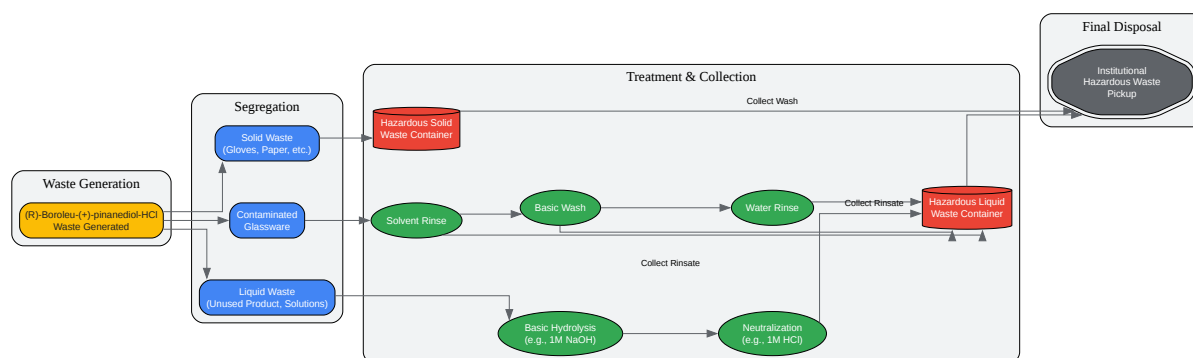 Final Disposal
Institutional
Hazardous Waste
Pickup
Treatment & Collection
Collect Wash
Segregation
Hazardous Solid
Waste Container
Solid Waste
(Gloves, Paper, etc.)
Waste Generation
(R)-Boroleu-(+)-pinanediol-HCl
Waste Generated
Contaminated
Glassware
Solvent Rinse
Basic Wash
Water Rinse
Collect Rinsate
Hazardous Liquid
Waste Container
Collect Rinsate
Liquid Waste
(Unused Product, Solutions)
Basic Hydrolysis
(e.g., 1M NaOH)
Neutralization
(e.g., 1M HCl)